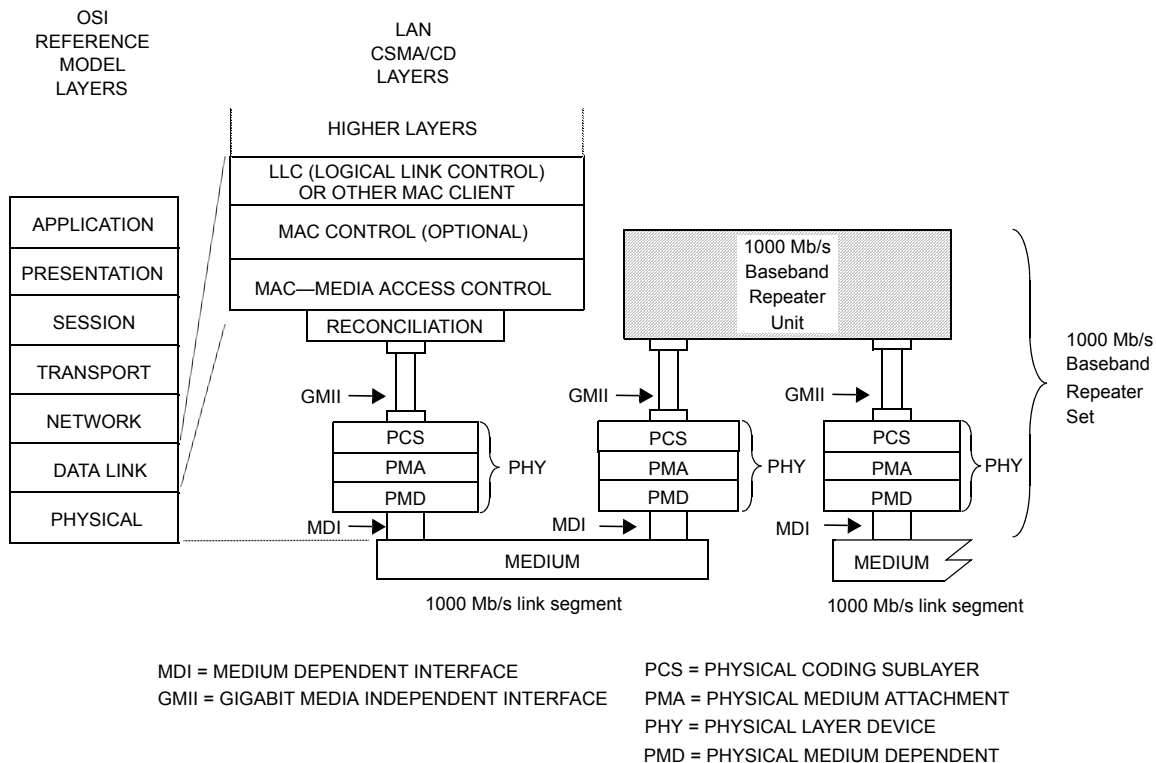 OSI
REFERENCE
MODEL
LAYERS
LAN
CSMA/CD
LAYERS
HIGHER LAYERS
LLC (LOGICAL LINK CONTROL)
OR OTHER MAC CLIENT
MAC CONTROL (OPTIONAL)
MAC—MEDIA ACCESS CONTROL
RECONCILIATION
APPLICATION
PRESENTATION
SESSION
TRANSPORT
NETWORK
DATA LINK
PHYSICAL
1000 Mb/s
Baseband
Repeater
Unit
1000 Mb/s
Baseband
Repeater
Set
GMII
GMII
GMII
PCS
PMA
PMD
PHY
PCS
PMA
PMD
PHY
PCS
PMA
PMD
PHY
MDI
MDI
MDI
MEDIUM
MEDIUM
1000 Mb/s link segment
1000 Mb/s link segment
MDI = MEDIUM DEPENDENT INTERFACE
GMII = GIGABIT MEDIA INDEPENDENT INTERFACE
PCS = PHYSICAL CODING SUBLAYER
PMA = PHYSICAL MEDIUM ATTACHMENT
PHY = PHYSICAL LAYER DEVICE
PMD = PHYSICAL MEDIUM DEPENDENT